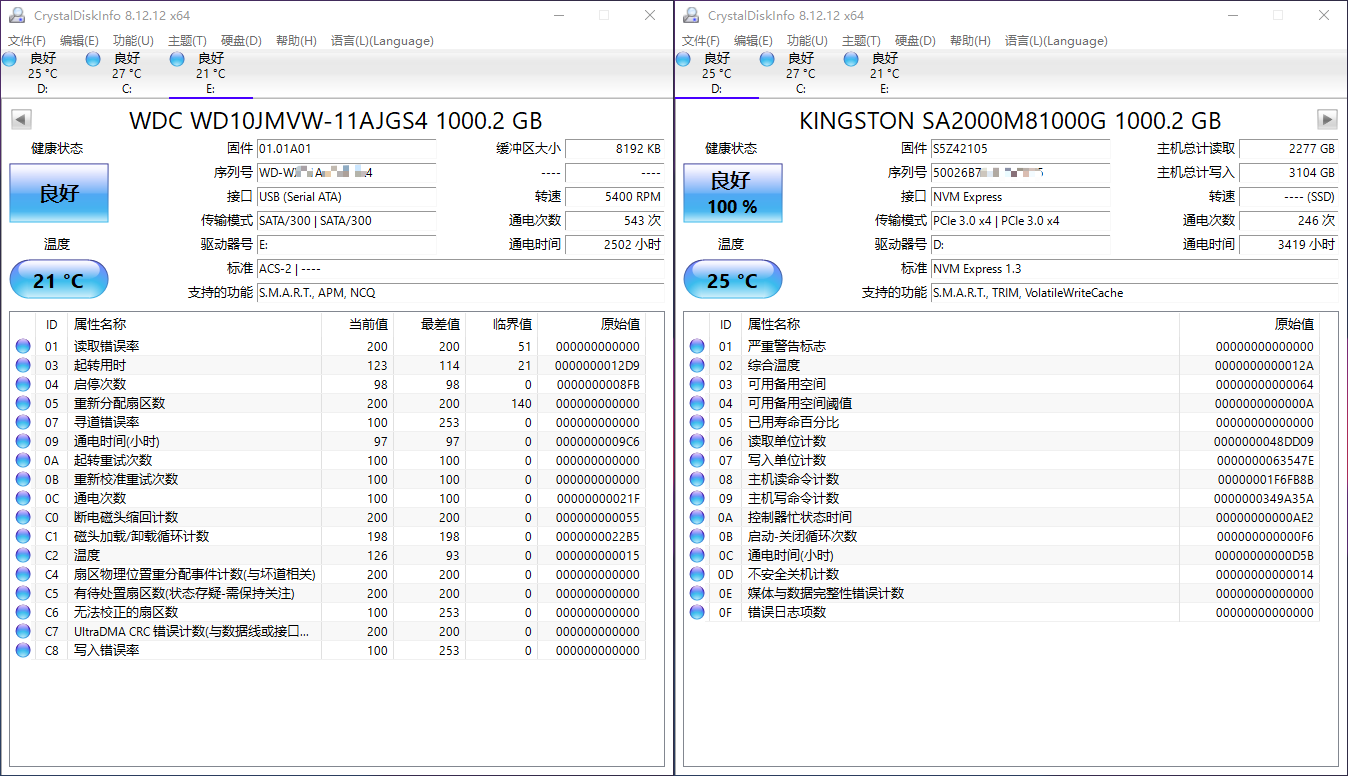 CrystalDiskInfo 8.12.12 x64
文件(F) 编辑(E) 功能(U) 主题(T) 硬盘(D) 帮助(H) 语言(L)(Language)
良好 良好 良好
25 °C 27 °C 21 °C
D: C: E:
WDC WD10JMVW-11AJGS4 1000.2 GB
健康状态 固件 01.01A01 缓冲区大小 8192 KB
良好 序列号 WD-W ---- ----
接口 USB (Serial ATA) 转速 5400 RPM
传输模式 SATA/300 | SATA/300 通电次数 543 次
温度 驱动器号 E: 通电时间 2502 小时
21 °C 标准 ACS-2 | ----
支持的功能 S.M.A.R.T., APM, NCQ
ID 属性名称 当前值 最差值 临界值 原始值
01 读取错误率 200 200 51 000000000000
03 起转用时 123 114 21 0000000012D9
04 启停次数 98 98 0 0000000008FB
05 重新分配扇区数 200 200 140 000000000000
07 寻道错误率 100 253 0 000000000000
09 通电时间(小时) 97 97 0 0000000009C6
0A 起转重试次数 100 100 0 000000000000
0B 重新校准重试次数 100 100 0 000000000000
0C 通电次数 100 100 0 00000000021F
C0 断电磁头缩回计数 200 200 0 000000000055
C1 磁头加载/卸载循环计数 198 198 0 0000000022B5
C2 温度 126 93 0 000000000015
C4 扇区物理位置重分配事件计数(与坏道相关) 200 200 0 000000000000
C5 有待处置扇区数(状态存疑-需保持关注) 200 200 0 000000000000
C6 无法校正的扇区数 100 253 0 000000000000
C7 UltraDMA CRC 错误计数(与数据线或接口... 200 200 0 000000000000
C8 写入错误率 100 253 0 000000000000
CrystalDiskInfo 8.12.12 x64
文件(F) 编辑(E) 功能(U) 主题(T) 硬盘(D) 帮助(H) 语言(L)(Language)
良好 良好 良好
25 °C 27 °C 21 °C
D: C: E:
KINGSTON SA2000M81000G 1000.2 GB
健康状态 固件 S5Z42105 主机总计读取 2277 GB
良好 序列号 50026B7 主机总计写入 3104 GB
100 % 接口 NVM Express 转速 ---- (SSD)
传输模式 PCIe 3.0 x4 | PCIe 3.0 x4 通电次数 246 次
温度 驱动器号 D: 通电时间 3419 小时
25 °C 标准 NVM Express 1.3
支持的功能 S.M.A.R.T., TRIM, VolatileWriteCache
ID 属性名称 原始值
01 严重警告标志 00000000000000
02 综合温度 0000000000012A
03 可用备用空间 00000000000064
04 可用备用空间阈值 0000000000000A
05 已用寿命百分比 00000000000000
06 读取单位计数 0000000048DD09
07 写入单位计数 0000000063547E
08 主机读命令计数 00000001F6FB8B
09 主机写命令计数 0000000349A35A
0A 控制器忙状态时间 00000000000AE2
0B 启动-关闭循环次数 000000000000F6
0C 通电时间(小时) 00000000000D5B
0D 不安全关机计数 00000000000014
0E 媒体与数据完整性错误计数 00000000000000
0F 错误日志项数 00000000000000